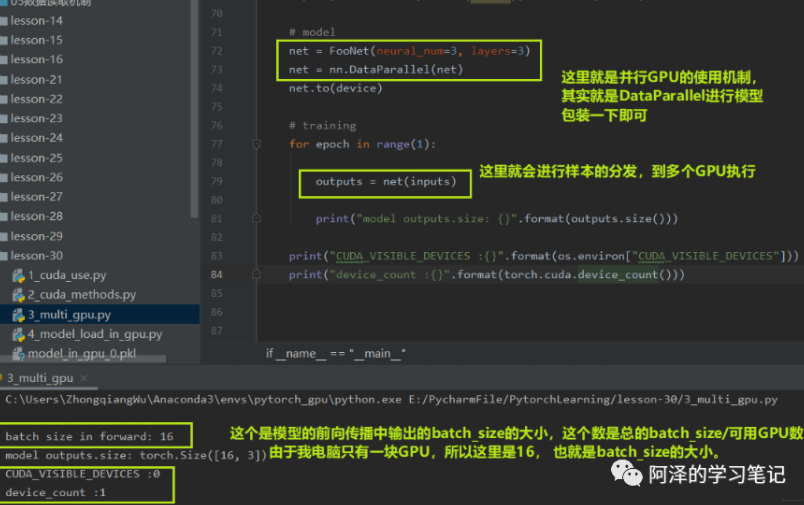 05数据读取机制
lesson-14
lesson-15
lesson-16
lesson-21
lesson-22
lesson-23
lesson-24
lesson-25
lesson-26
lesson-27
lesson-28
lesson-29
lesson-30
1_cuda_use.py
2_cuda_methods.py
3_multi_gpu.py
4_model_load_in_gpu.py
model_in_gpu_0.pkl
70
71 # model
72 net = FooNet(neural_num=3, layers=3)
73 net = nn.DataParallel(net)
74 net.to(device)
75
76 # training
77 for epoch in range(1):
78
79 outputs = net(inputs)
80
81 print("model outputs.size: {}".format(outputs.size()))
82
83 print("CUDA_VISIBLE_DEVICES :{}".format(os.environ["CUDA_VISIBLE_DEVICES"]))
84 print("device_count :{}".format(torch.cuda.device_count()))
85
86
87
这里就是并行GPU的使用机制，
其实就是DataParallel进行模型
包装一下即可
这里就会进行样本的分发，到多个GPU执行
if __name__ == "__main__"
3_multi_gpu ×
C:\Users\ZhongqiangWu\Anaconda3\envs\pytorch_gpu\python.exe E:/PycharmFile/PytorchLearning/lesson-30/3_multi_gpu.py
batch size in forward: 16
model outputs.size: torch.Size([16, 3])
CUDA_VISIBLE_DEVICES :0
device_count :1
这个是模型的前向传播中输出的batch_size的大小，这个数是总的batch_size/可用GPU数
由于我电脑只有一块GPU，所以这里是16， 也就是batch_size的大小。
阿泽的学习笔记